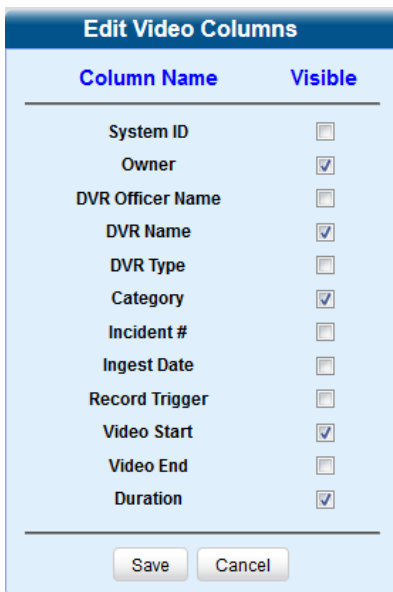 Edit Video Columns
Column Name Visible
System ID
Owner
DVR Officer Name
DVR Name
DVR Type
Category
Incident #
Ingest Date
Record Trigger
Video Start
Video End
Duration
Save Cancel